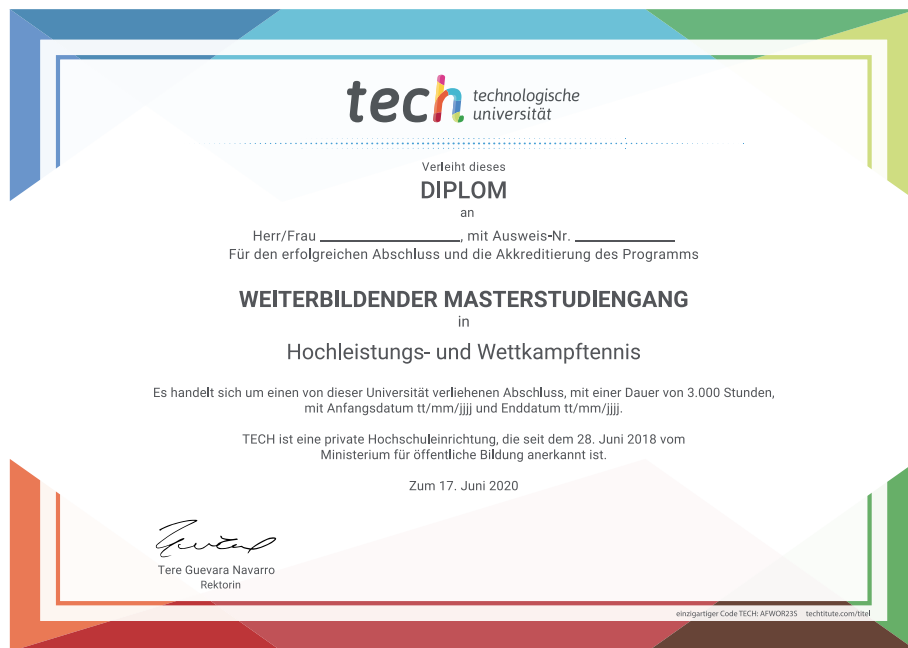 tech technologische
universität
Verleiht dieses
DIPLOM
an
Herr/Frau ____________________, mit Ausweis-Nr. ______________
Für den erfolgreichen Abschluss und die Akkreditierung des Programms
WEITERBILDENDER MASTERSTUDIENGANG
in
Hochleistungs- und Wettkampftennis
Es handelt sich um einen von dieser Universität verliehenen Abschluss, mit einer Dauer von 3.000 Stunden,
mit Anfangsdatum tt/mm/jjjj und Enddatum tt/mm/jjjj.
TECH ist eine private Hochschuleinrichtung, die seit dem 28. Juni 2018 vom
Ministerium für öffentliche Bildung anerkannt ist.
Zum 17. Juni 2020
Tere Guevara Navarro
Rektorin
einzigartiger Code TECH: AFWOR23S techtitute.com/titel